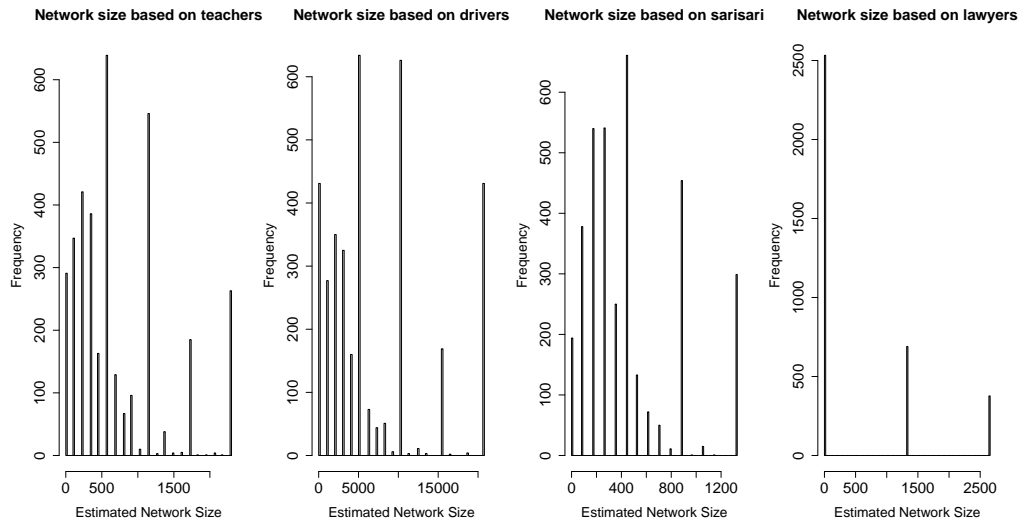 Network size based on teachers
Frequency
0 100 200 300 400 500 600
0 500 1500
Estimated Network Size
Network size based on drivers
Frequency
0 100 200 300 400 500 600
0 5000 15000
Estimated Network Size
Network size based on sarisari
Frequency
0 100 200 300 400 500 600
0 400 800 1200
Estimated Network Size
Network size based on lawyers
Frequency
0 500 1000 1500 2000 2500
0 500 1500 2500
Estimated Network Size